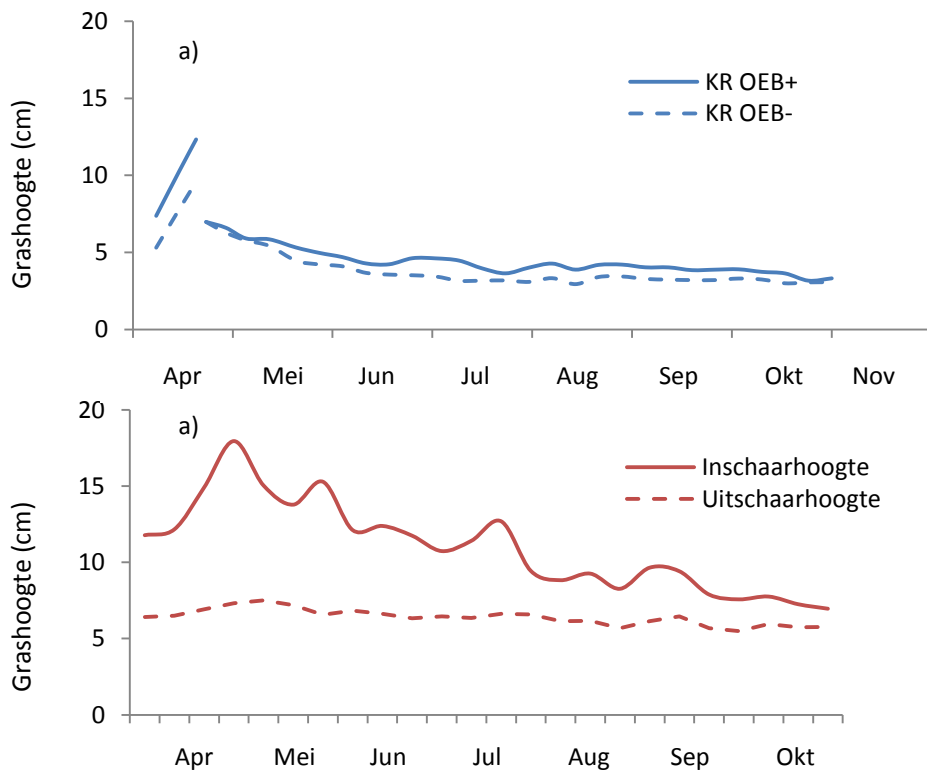 20
a)
KR OEB+
KR OEB-
15
10
5
0
Grashoogte (cm)
Apr Mei Jun Jul Aug Sep Okt Nov
20
a)
Inschaarhoogte
Uitschaarhoogte
15
10
5
0
Grashoogte (cm)
Apr Mei Jun Jul Aug Sep Okt